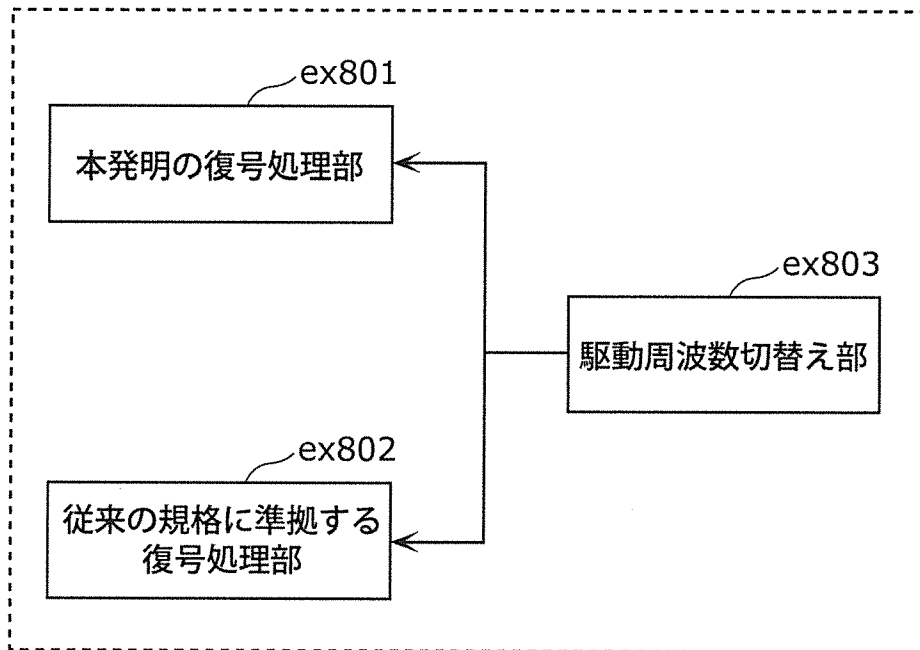 ex801
本発明の復号処理部
ex803
駆動周波数切替え部
ex802
従来の規格に準拠する
復号処理部